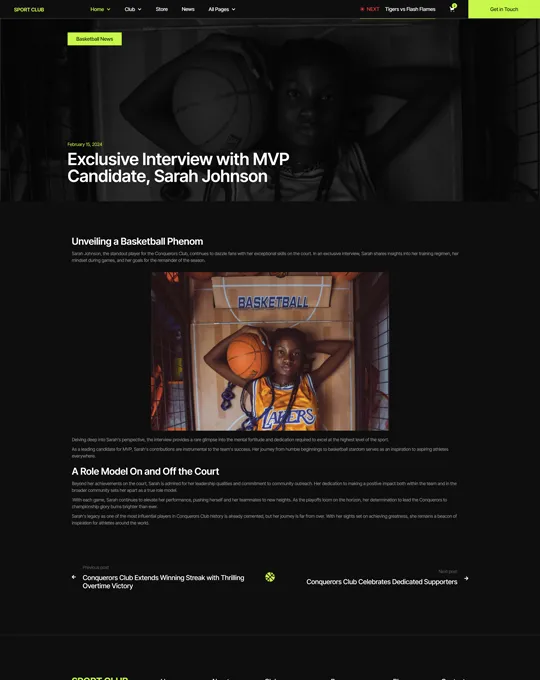 SPORT CLUB
Home Club Store News All Pages NEXT Tigers vs Flash Flames Get in Touch
Basketball News
February 15, 2024
Exclusive Interview with MVP
Candidate, Sarah Johnson
Unveiling a Basketball Phenom
Sarah Johnson, the standout player for the Conquerors Club, continues to dazzle fans with her exceptional skills on the court. In an exclusive interview, Sarah shares insights into her training regimen, her
mindset during games, and her goals for the remainder of the season.
BASKETBALL
LAKERS
Delving deep into Sarah's perspective, the interview provides a rare glimpse into the mental fortitude and dedication required to excel at the highest level of the sport.
As a leading candidate for MVP, Sarah's contributions are instrumental to the team's success. Her journey from humble beginnings to basketball stardom serves as an inspiration to aspiring athletes
everywhere.
A Role Model On and Off the Court
Beyond her achievements on the court, Sarah is admired for her leadership qualities and commitment to community outreach. Her dedication to making a positive impact both within the team and in the
broader community sets her apart as a true role model.
With each game, Sarah continues to elevate her performance, pushing herself and her teammates to new heights. As the playoffs loom on the horizon, her determination to lead the Conquerors to
championship glory burns brighter than ever.
Sarah's legacy as one of the most influential players in Conquerors Club History is already cemented, but her journey is far from over. With her sights set on achieving greatness, she remains a beacon of
inspiration for athletes around the world.
Previous post
Conquerors Club Extends Winning Streak with Thrilling
Overtime Victory
Next post
Conquerors Club Celebrates Dedicated Supporters
SPORT CLUB